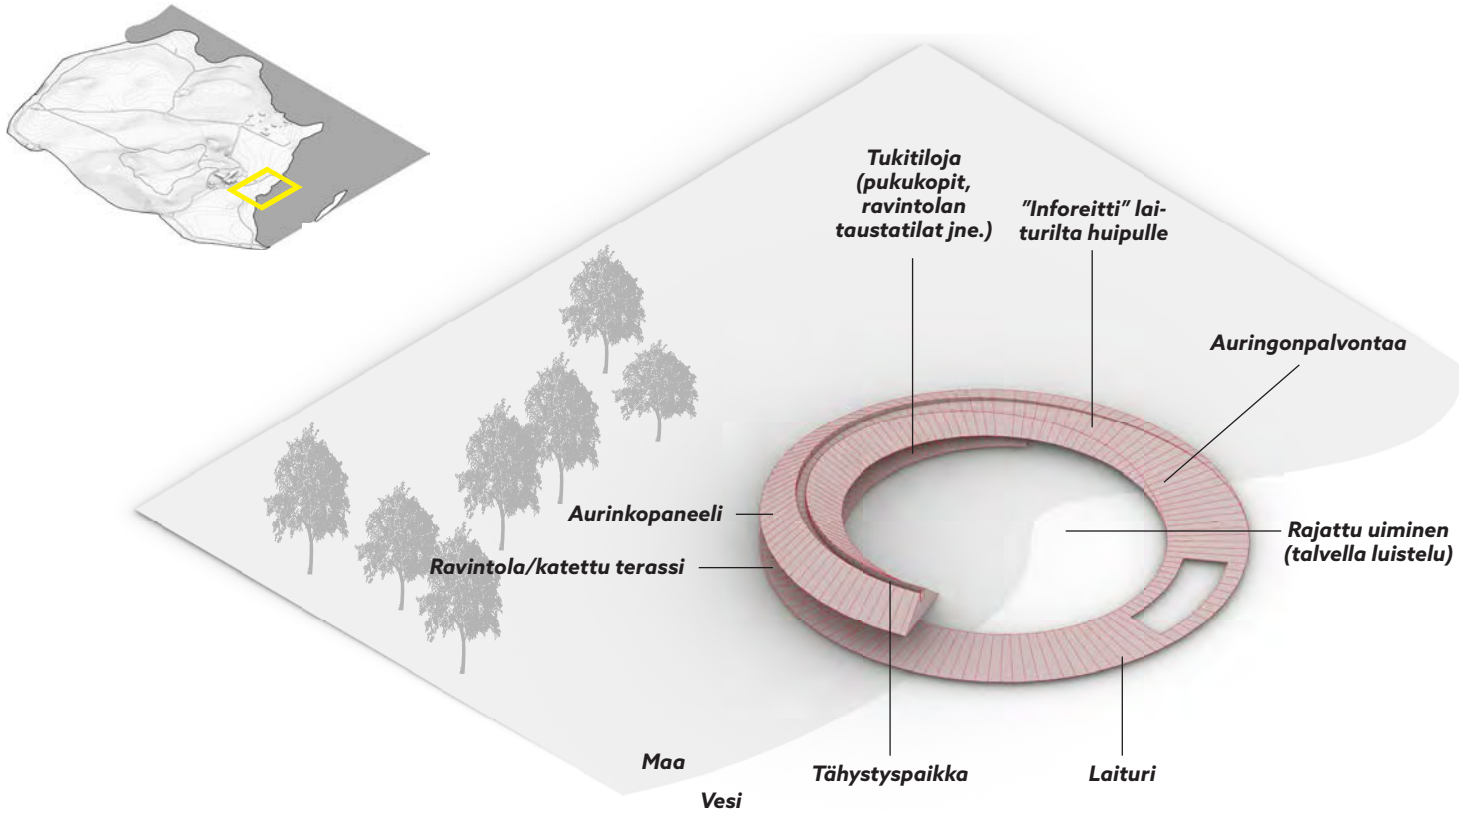 Tukitiloja
(pukukopit,
ravintolan
taustatilat jne.)
”Inforeitti” lai-
turilta huipulle
Auringonpalvontaa
Aurinkopaneeli
Rajattu uiminen
(talvella luistelu)
Ravintola/katettu terassi
Maa
Tähystyspaikka
Laituri
Vesi